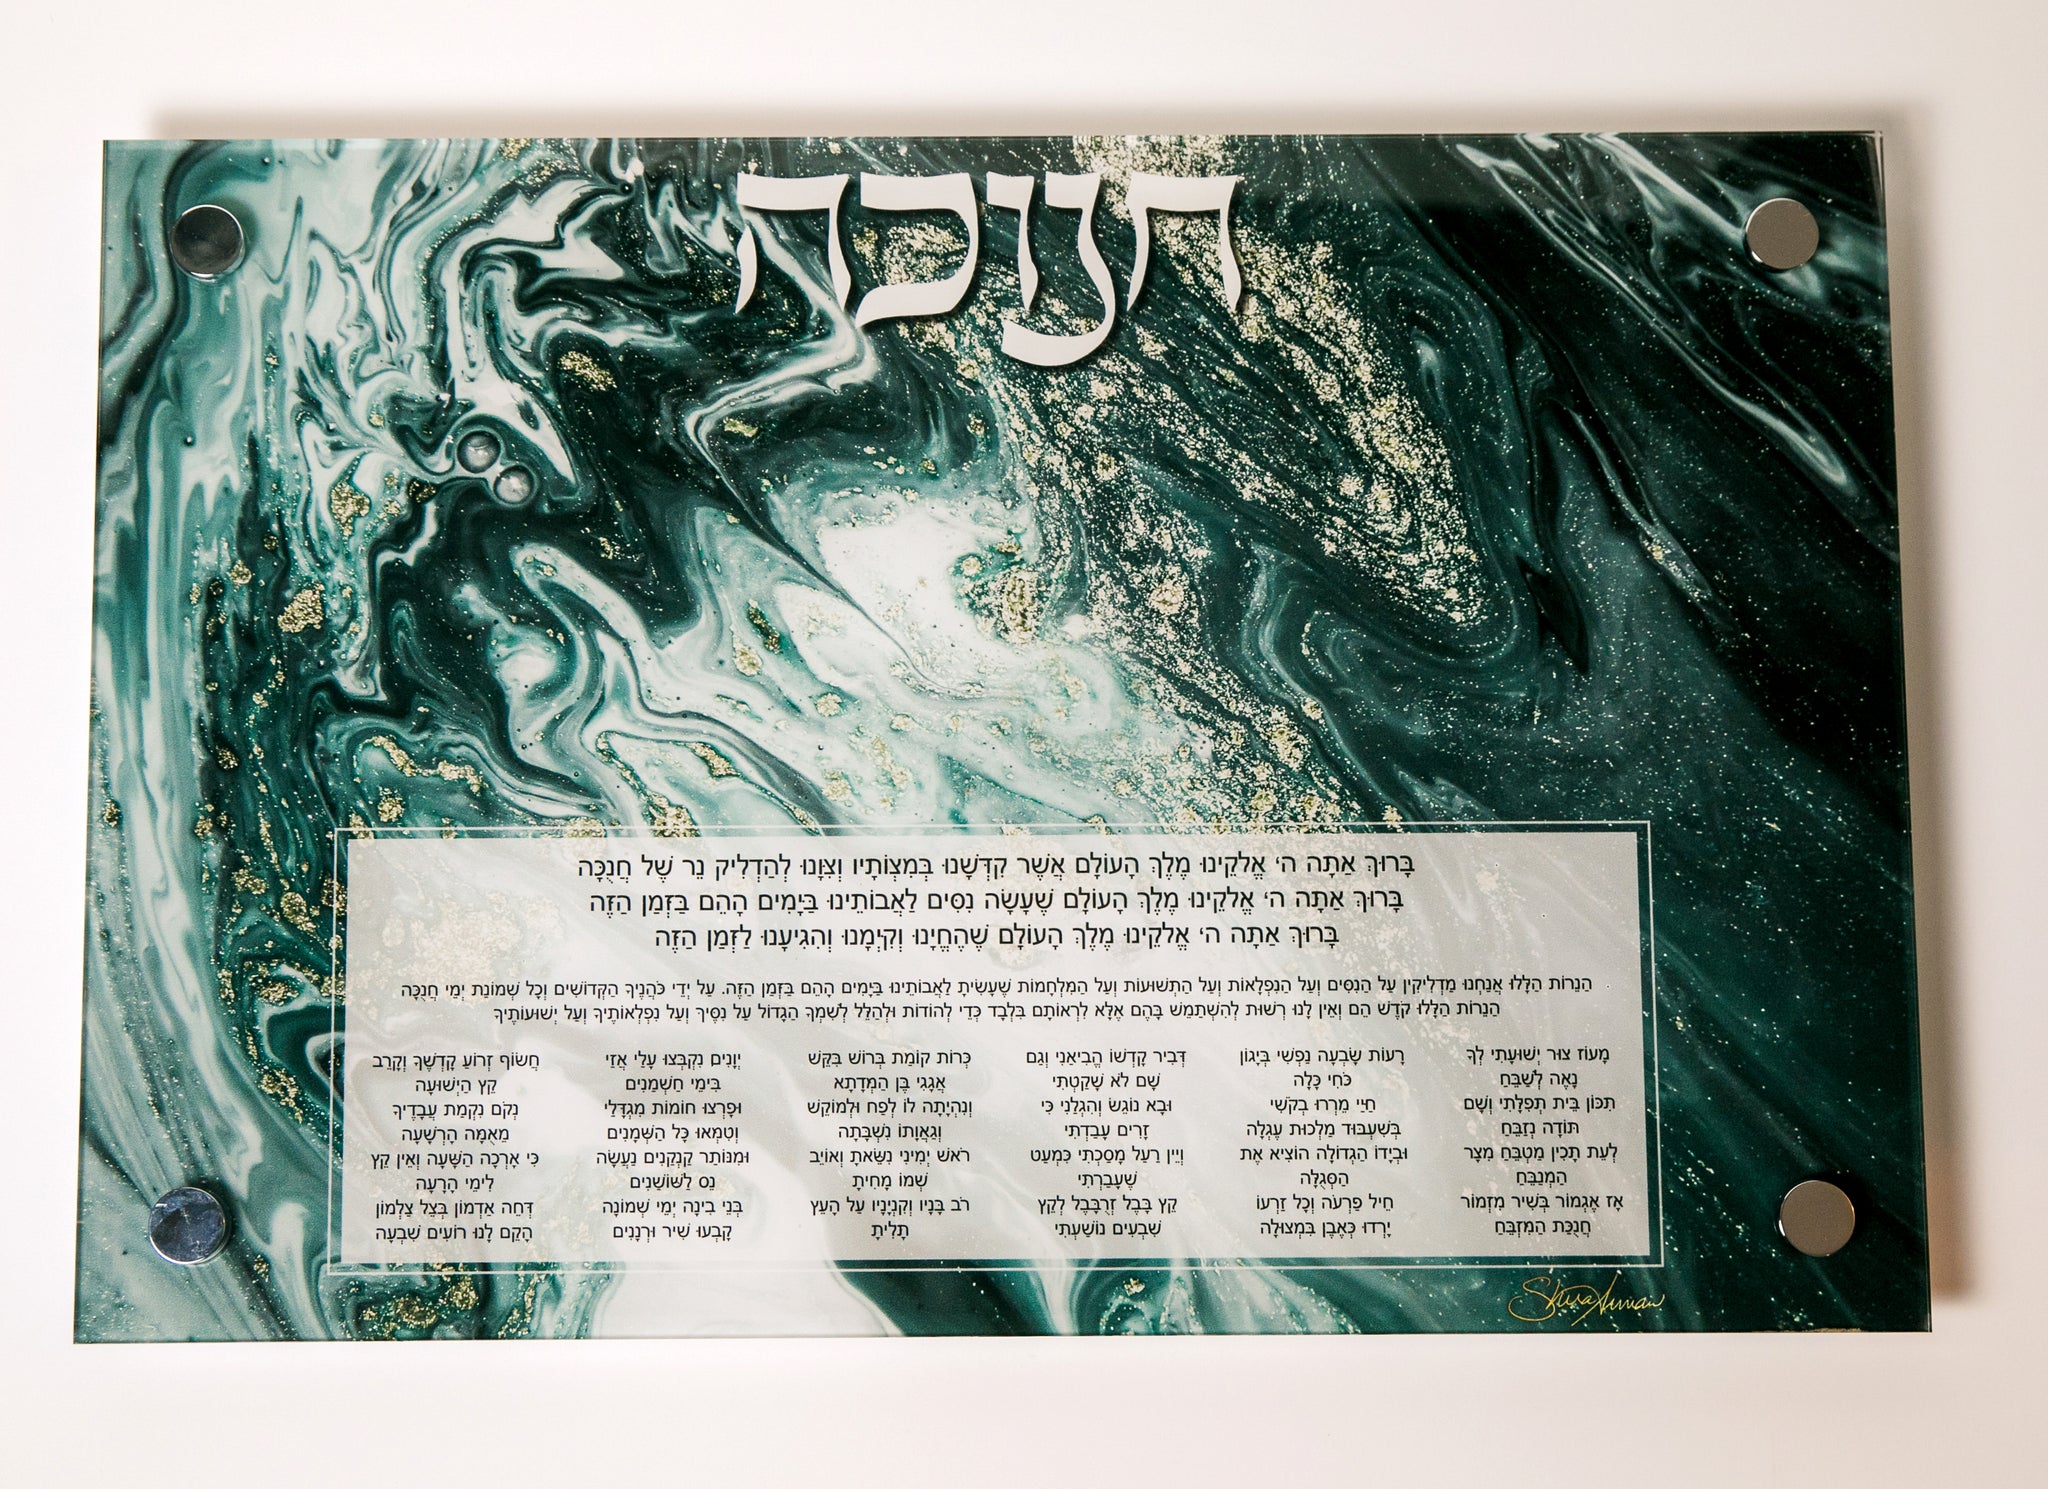 חנוכה
בָּרוּךְ אַתָּה ה' אֱלֹקֵינוּ מֶלֶךְ הָעוֹלָם אֲשֶׁר קִדְּשָׁנוּ בְּמִצְוֹתָיו וְצִוָּנוּ לְהַדְלִיק נֵר שֶׁל חֲנֻכָּה
בָּרוּךְ אַתָּה ה' אֱלֹקֵינוּ מֶלֶךְ הָעוֹלָם שֶׁעָשָׂה נִסִּים לַאֲבוֹתֵינוּ בַּיָּמִים הָהֵם בַּזְּמַן הַזֶּה
בָּרוּךְ אַתָּה ה' אֱלֹקֵינוּ מֶלֶךְ הָעוֹלָם שֶׁהֶחֱיָנוּ וְקִיְּמָנוּ וְהִגִּיעָנוּ לַזְּמַן הַזֶּה
הַנֵּרוֹת הַלָּלוּ אֲנַחְנוּ מַדְלִיקִין עַל הַנִּסִּים וְעַל הַנִּפְלָאוֹת וְעַל הַתְּשׁוּעוֹת וְעַל הַמִּלְחָמוֹת שֶׁעָשִׂיתָ לַאֲבוֹתֵינוּ בַּיָּמִים הָהֵם בַּזְּמַן הַזֶּה. עַל יְדֵי כֹּהֲנֶיךָ הַקְּדוֹשִׁים וְכָל שְׁמוֹנַת יְמֵי חֲנֻכָּה
הַנֵּרוֹת הַלָּלוּ קֹדֶשׁ הֵם וְאֵין לָנוּ רְשׁוּת לְהִשְׁתַּמֵּשׁ בָּהֶם אֶלָּא לִרְאוֹתָם בִּלְבָד כְּדֵי לְהוֹדוֹת וּלְהַלֵּל לְשִׁמְךָ הַגָּדוֹל עַל נִסֶּיךָ וְעַל נִפְלְאוֹתֶיךָ וְעַל יְשׁוּעוֹתֶיךָ
מָעוֹז צוּר יְשׁוּעָתִי לְךָ
נָאֶה לְשַׁבֵּחַ
תִּכּוֹן בֵּית תְּפִלָּתִי וְשָׁם
תּוֹדָה נְזַבֵּחַ
לְעֵת תָּכִין מַטְבֵּחַ מִצָּר
הַמְנַבֵּחַ
אָז אֶגְמוֹר בְּשִׁיר מִזְמוֹר
חֲנֻכַּת הַמִּזְבֵּחַ
רָעוֹת שָׂבְעָה נַפְשִׁי בְּיָגוֹן
כֹּחִי כָּלָה
חַיַּי מֵרְרוּ בְקֹשִׁי
בְּשִׁעְבּוּד מַלְכוּת עֶגְלָה
וּבְיָדוֹ הַגְּדוֹלָה הוֹצִיא אֶת
הַסְּגֻלָּה
חֵיל פַּרְעֹה וְכָל זַרְעוֹ
יָרְדוּ כְּאֶבֶן בִּמְצוּלָה
דְּבִיר קָדְשׁוֹ הֱבִיאַנִי וְגַם
שָׁם לֹא שָׁקַטְתִּי
וּבָא נוֹגֵשׂ וְהִגְלַנִי כִּי
זָרִים עָבַדְתִּי
וְיֵין רַעַל מָסַכְתִּי כִּמְעַט
שֶׁעָבַרְתִּי
קֵץ בָּבֶל זְרֻבָּבֶל לְקֵץ
שִׁבְעִים נוֹשַׁעְתִּי
כְּרוֹת קוֹמַת בְּרוֹשׁ בִּקֵּשׁ
אֲגָגִי בֶּן הַמְּדָתָא
וְנִהְיָתָה לוֹ לְפַח וּלְמוֹקֵשׁ
וְגַאֲוָתוֹ נִשְׁבָּתָה
רֹאשׁ יְמִינִי נִשֵּׂאתָ וְאוֹיֵב
שְׁמוֹ מָחִיתָ
רֹב בָּנָיו וְקִנְיָנָיו עַל הָעֵץ
תָּלִיתָ
יְוָנִים נִקְבְּצוּ עָלַי אֲזַי
בִּימֵי חַשְׁמַנִּים
וּפָרְצוּ חוֹמוֹת מִגְדָּלַי
וְטִמְּאוּ כָּל הַשְּׁמָנִים
וּמִנּוֹתַר קַנְקַנִּים נַעֲשָׂה
נֵס לַשּׁוֹשַׁנִּים
בְּנֵי בִינָה יְמֵי שְׁמוֹנָה
קָבְעוּ שִׁיר וּרְנָנִים
חֲשׂוֹף זְרוֹעַ קָדְשֶׁךָ וְקָרֵב
קֵץ הַיְשׁוּעָה
נְקֹם נִקְמַת עֲבָדֶיךָ
מֵאֻמָּה הָרְשָׁעָה
כִּי אָרְכָה הַשָּׁעָה וְאֵין קֵץ
לִימֵי הָרָעָה
דְּחֵה אַדְמוֹן בְּצֵל צַלְמוֹן
הָקֵם לָנוּ רוֹעִים שִׁבְעָה